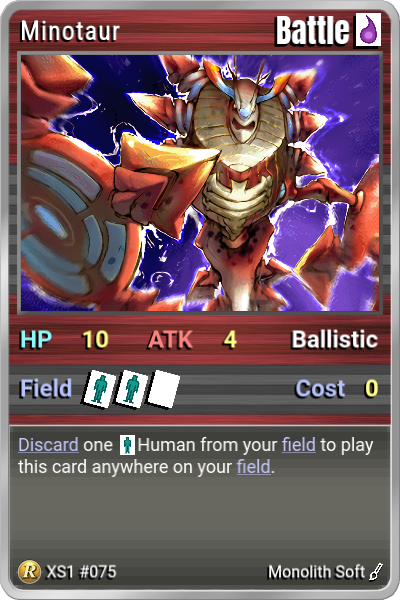 Minotaur
Battle
HP 10 ATK 4 Ballistic
Field Cost 0
Discard one Human from your field to play
this card anywhere on your field.
R XS1 #075 Monolith Soft